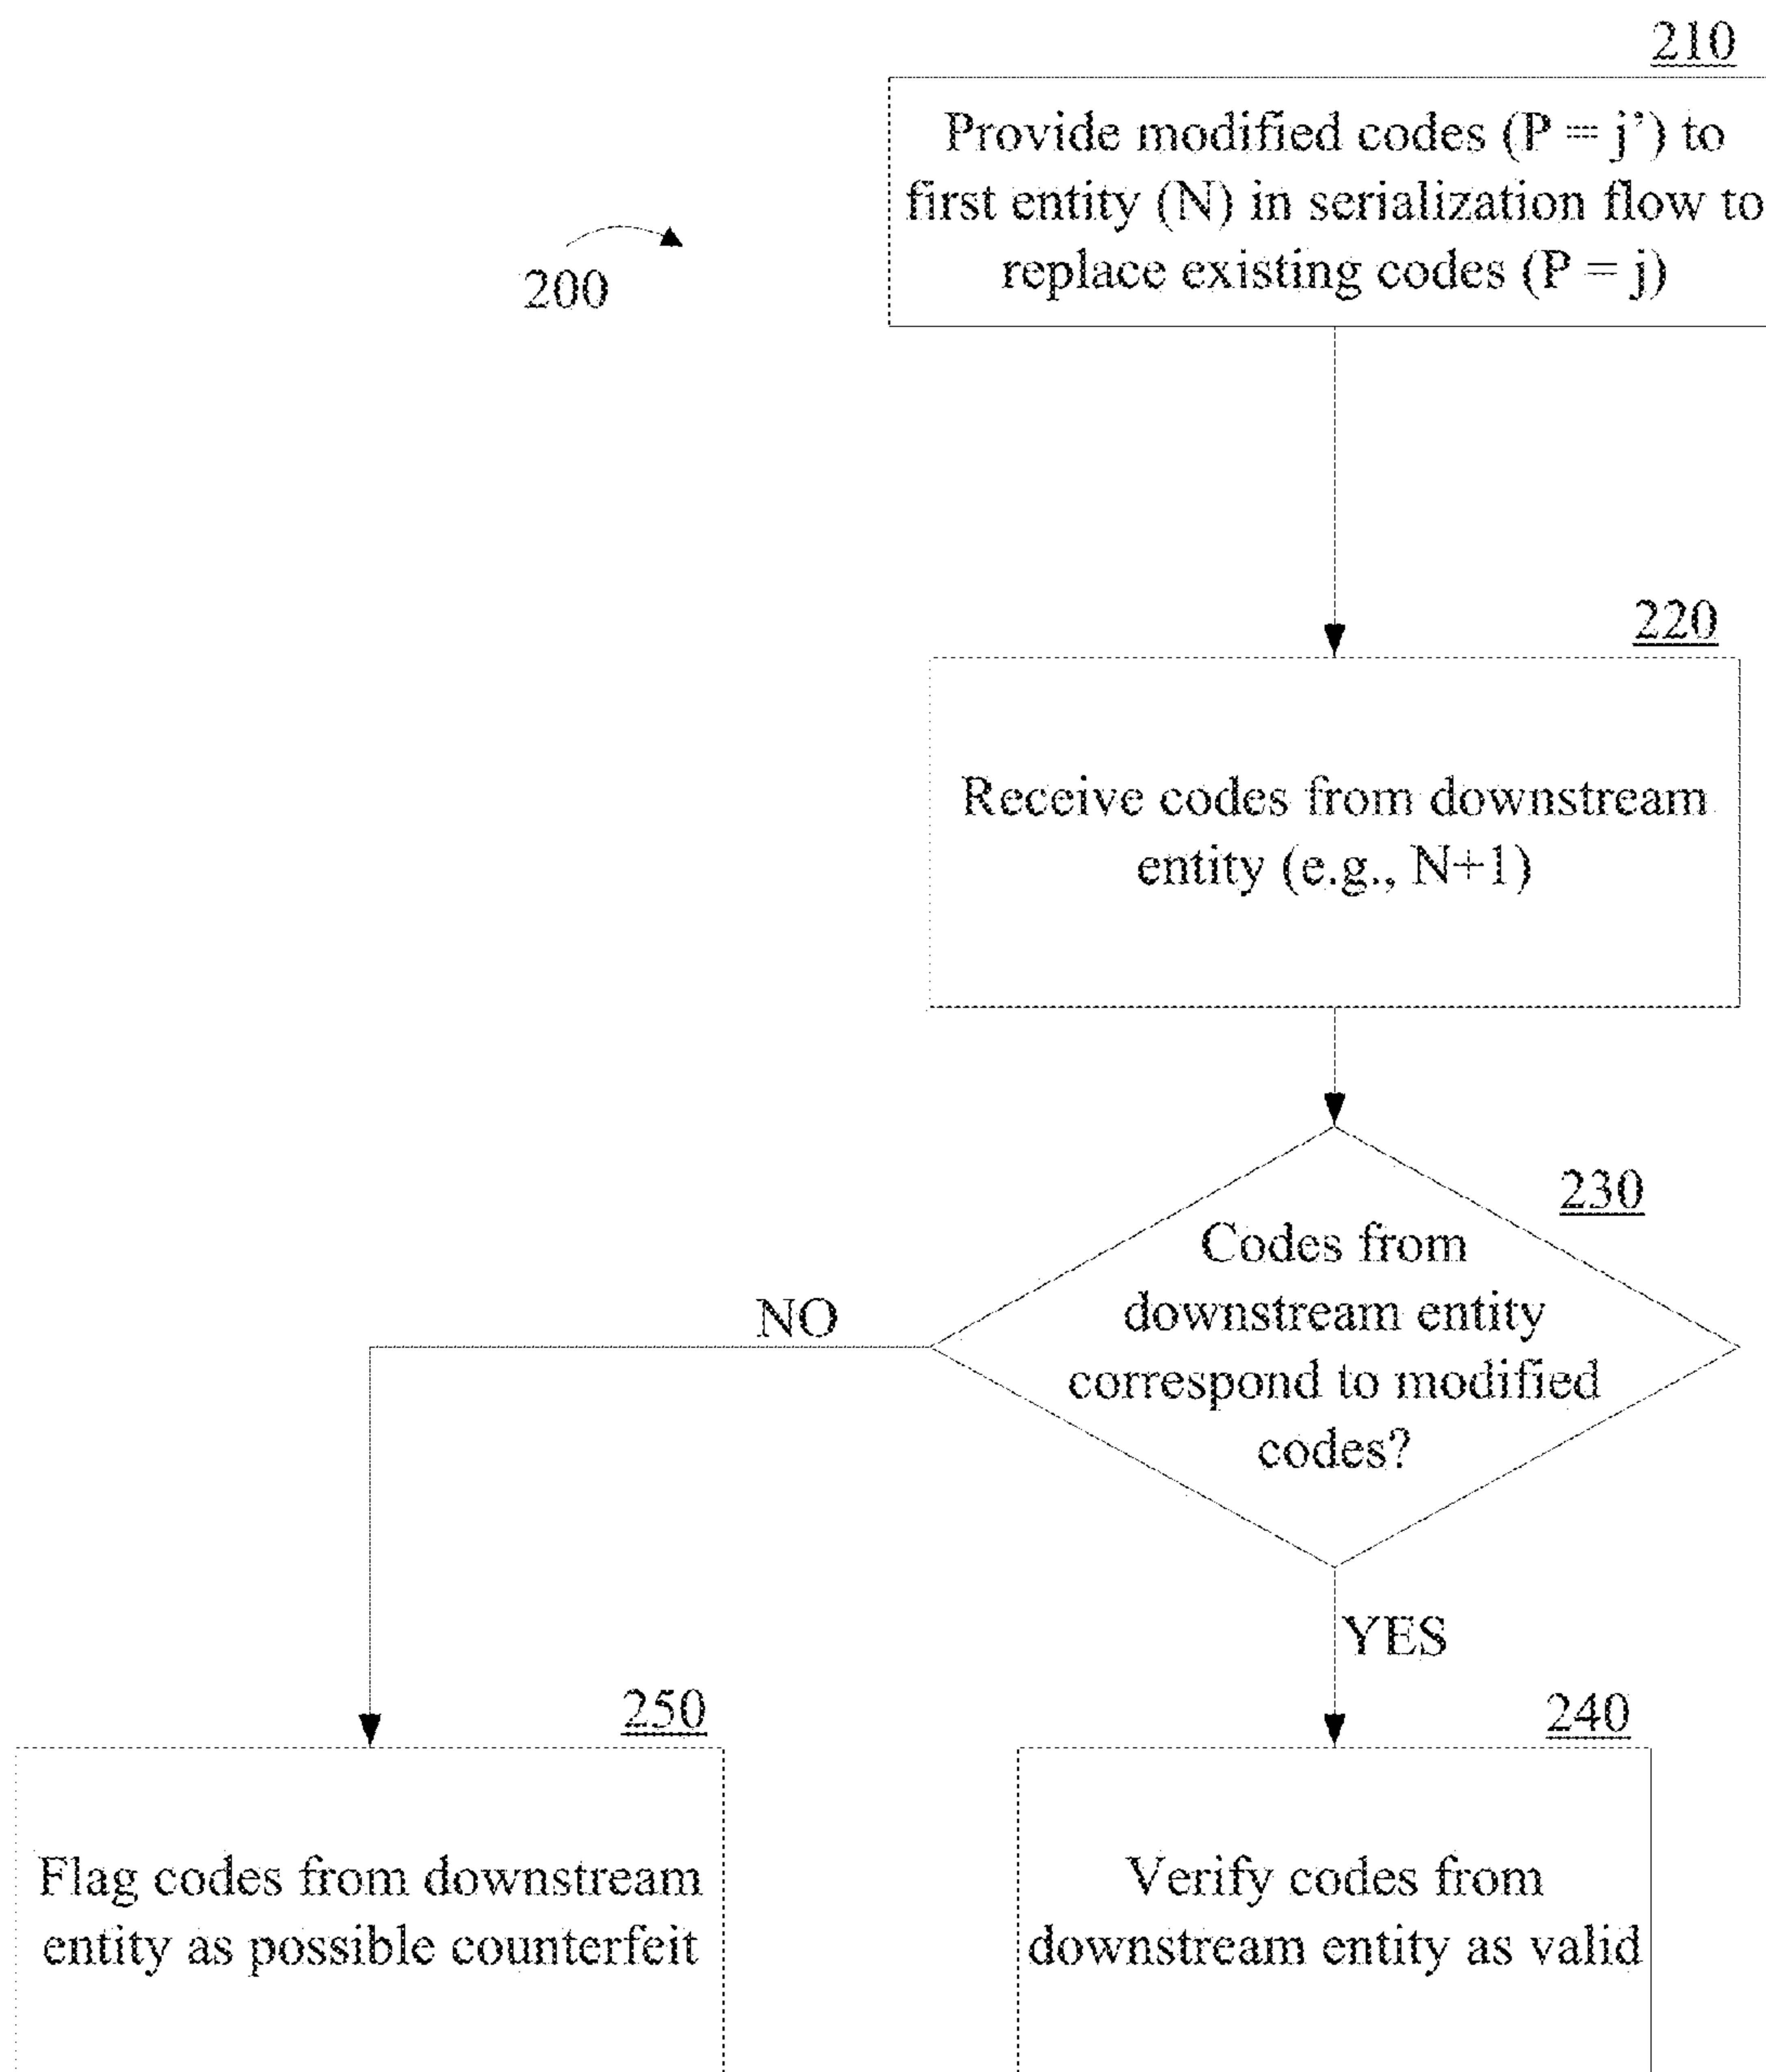 210
Provide modified codes (P = j’) to
first entity (N) in serialization flow to
replace existing codes (P = j)
200
220
Receive codes from downstream
entity (e.g., N+1)
230
Codes from
downstream entity
correspond to modified
codes?
NO
YES
250
Flag codes from downstream
entity as possible counterfeit
240
Verify codes from
downstream entity as valid